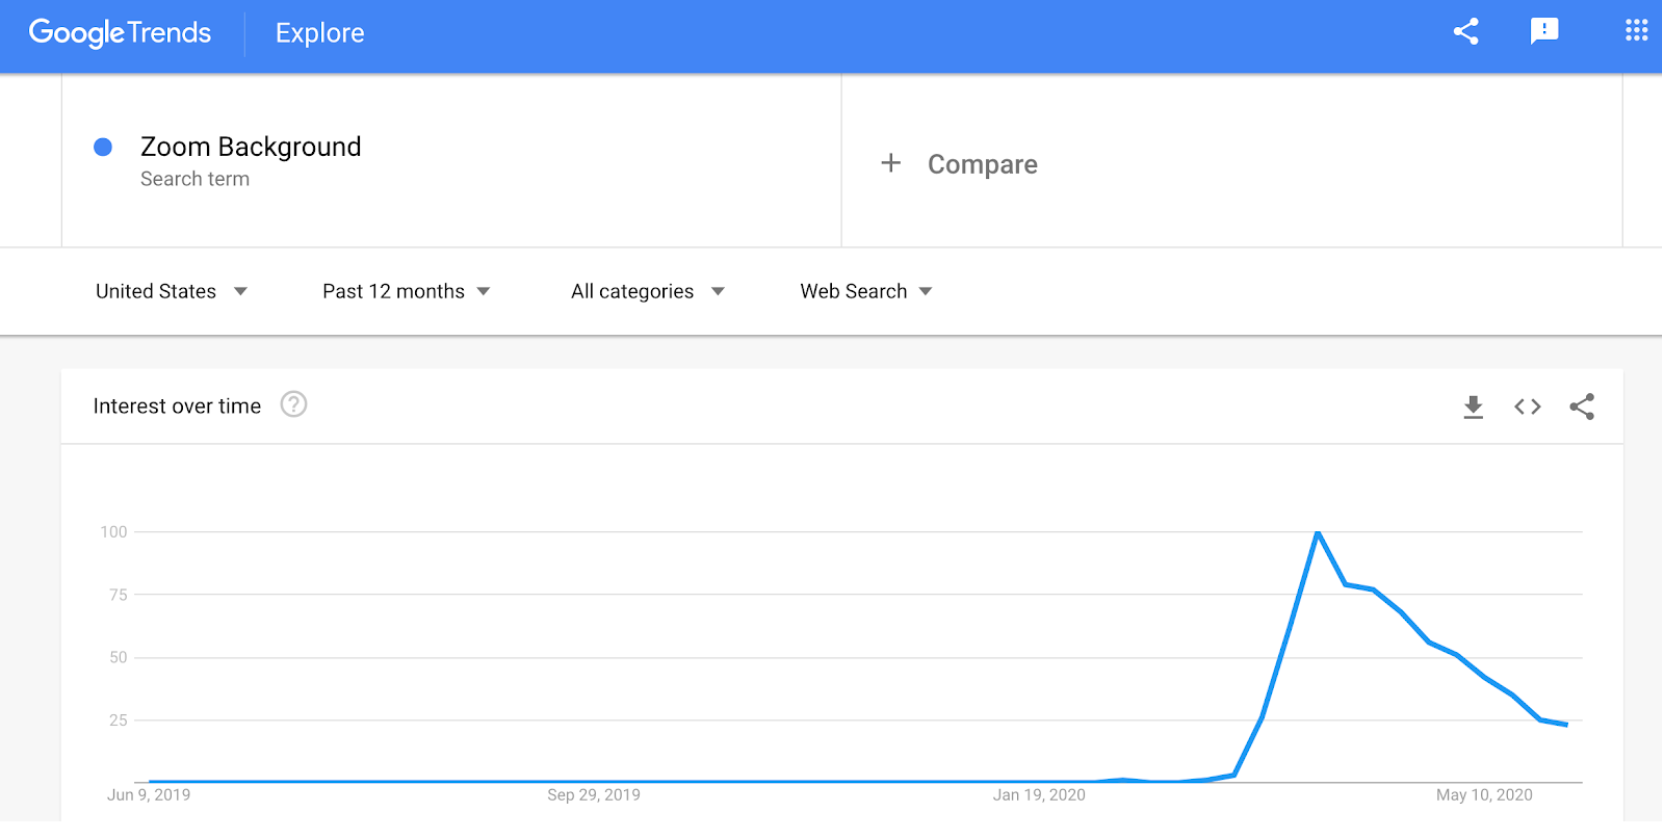 Google Trends
Explore
Zoom Background
Search term
+ Compare
United States
Past 12 months
All categories
Web Search
Interest over time
100
75
50
25
Jun 9, 2019
Sep 29, 2019
Jan 19, 2020
May 10, 2020